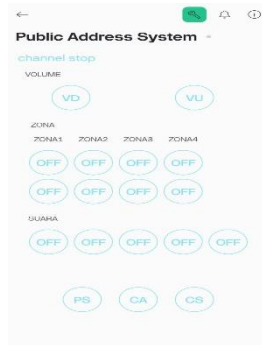 Public Address System
channel stop
VOLUME
VD VU
ZONA
ZONA1 ZONA2 ZONA3 ZONA4
OFF OFF OFF OFF
OFF OFF OFF OFF
SUARA
OFF OFF OFF OFF OFF
PS CA CS